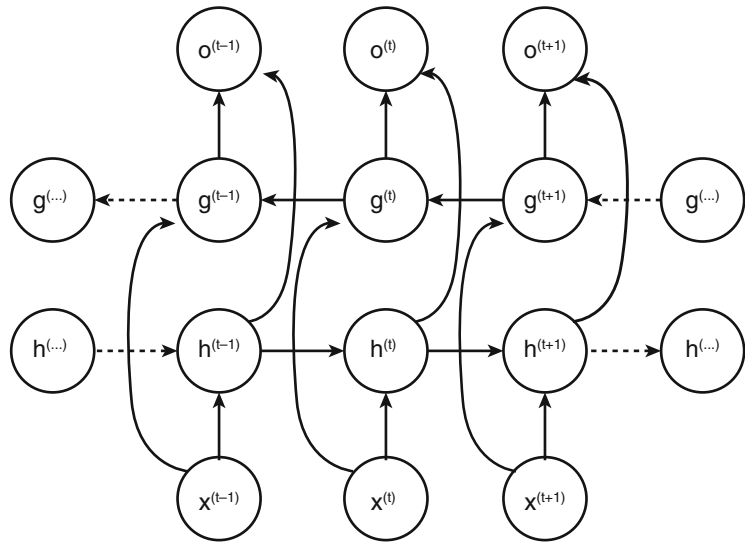 o(t–1) o(t) o(t+1)
g(...) g(t–1) g(t) g(t+1) g(...)
h(...) h(t–1) h(t) h(t+1) h(...)
x(t–1) x(t) x(t+1)